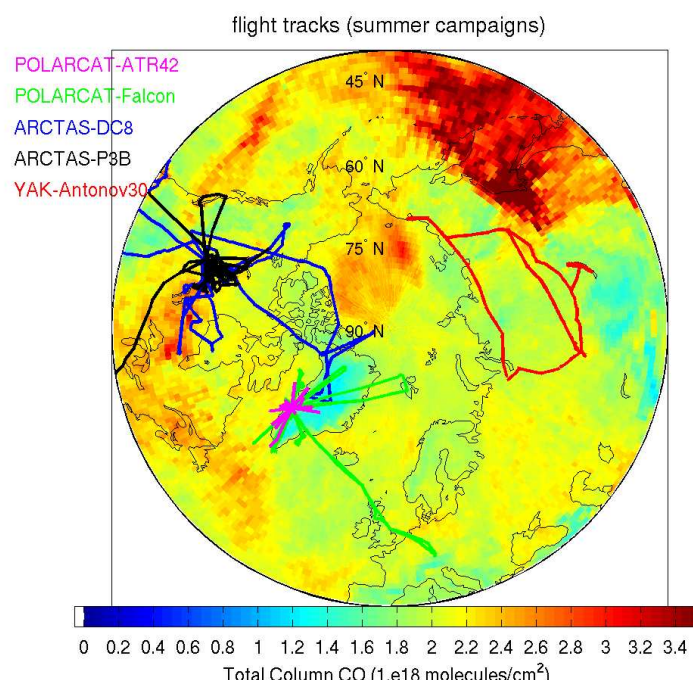 flight tracks (summer campaigns)
POLARCAT-ATR42
POLARCAT-Falcon
ARCTAS-DC8
ARCTAS-P3B
YAK-Antonov30
45° N
60° N
75° N
90° N
0 0.2 0.4 0.6 0.8 1 1.2 1.4 1.6 1.8 2 2.2 2.4 2.6 2.8 3 3.2 3.4
Total Column CO (1.e18 molecules/cm²)